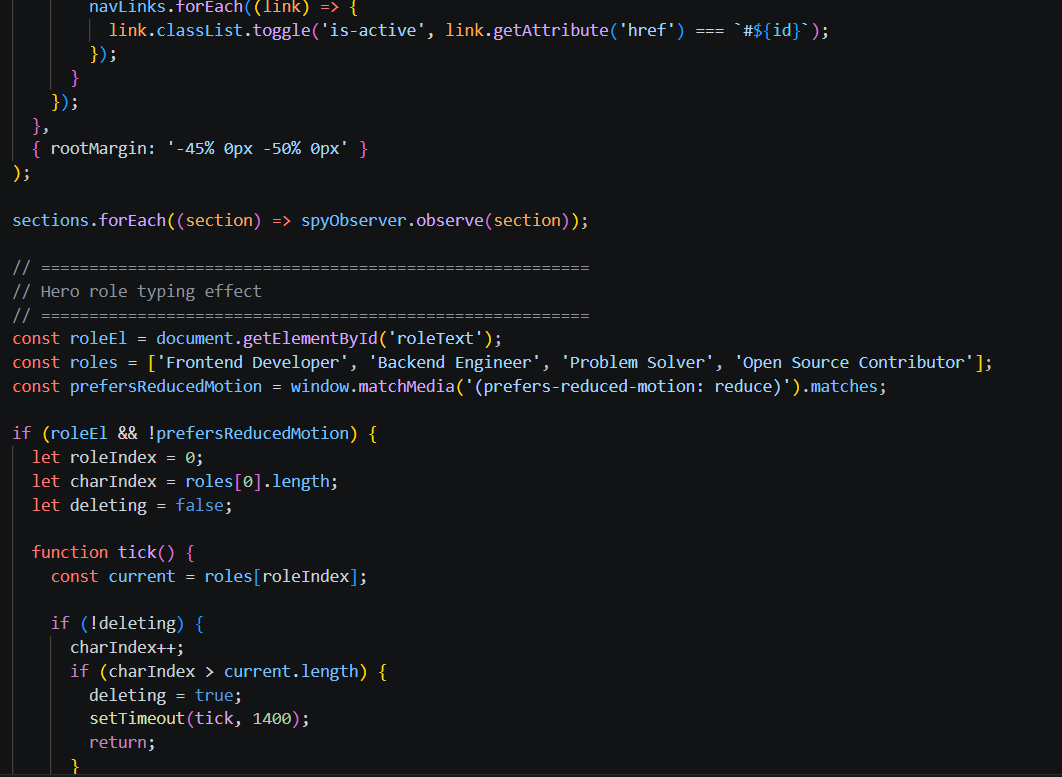 navLinks.forEach((link) => {
link.classList.toggle('is-active', link.getAttribute('href') === `#${id}`);
});
}
});
},
{ rootMargin: '-45% 0px -50% 0px' }
);
sections.forEach((section) => spyObserver.observe(section));
// =========================================================
// Hero role typing effect
// =========================================================
const roleEl = document.getElementById('roleText');
const roles = ['Frontend Developer', 'Backend Engineer', 'Problem Solver', 'Open Source Contributor'];
const prefersReducedMotion = window.matchMedia('(prefers-reduced-motion: reduce)').matches;
if (roleEl && !prefersReducedMotion) {
let roleIndex = 0;
let charIndex = roles[0].length;
let deleting = false;
function tick() {
const current = roles[roleIndex];
if (!deleting) {
charIndex++;
if (charIndex > current.length) {
deleting = true;
setTimeout(tick, 1400);
return;
}